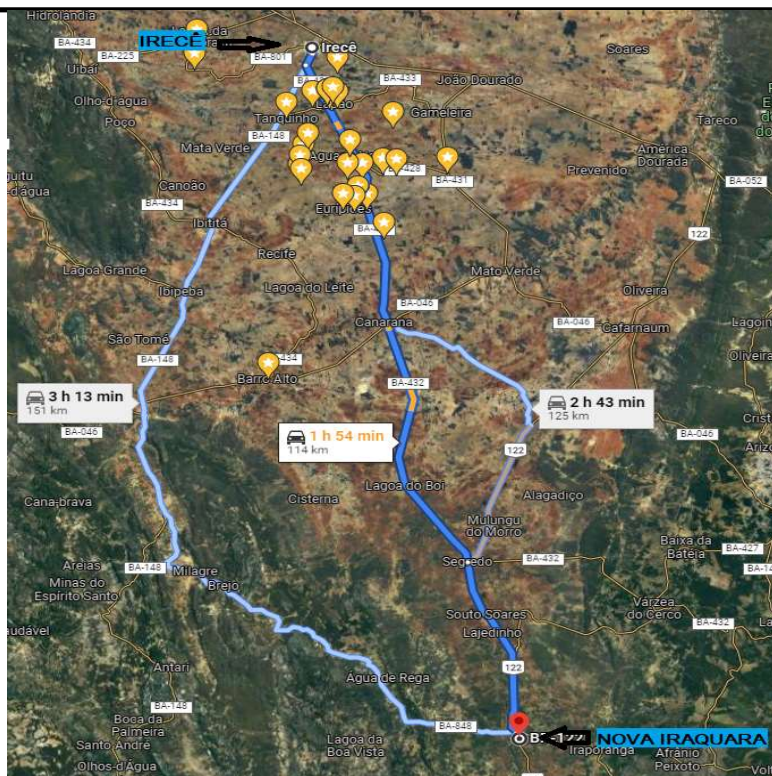 Hidrolandia
BA-434
IRECÊ
Irecê
BA-225
BA-801
Soares
Uibaí
BA-433
João Dourado
Olho-d'água
Poço
Tanquinho
Gameleira
Tareco
BA-148
Mata Verde
América
Dourada
BA-428
Prevenido
Canoão
BA-431
BA-052
BA-434
Ibititá
Euripides
122
Recife
Lagoa Grande
Mato Verde
Ibipeba
Lagoa do Leite
Oliveira
BA-046
Canarana
BA-046
Cafarnaum
São Tomé
BA-148
Barro Alto
BA-432
3 h 13 min
151 km
2 h 43 min
125 km
BA-046
1 h 54 min
114 km
BA-046
122
Lagoa do Boi
Cana-brava
Cisterna
Alagadiço
Mulungu
do Morro
Baixa da
Batéia
BA-427
Areias
BA-148
Milagre
Segredo
BA-432
Minas do
Espírito Santo
Brejo
Souto Soares
Várzea
do Cerco
Lajedinho
BA-432
Antari
122
Água de Rega
BA-148
Boca da
Palmeira
BA-848
NOVA IRAQUARA
Santo André
Lagoa da
Boa Vista
Iraporanga
Afrânio
Peixoto
Olhos-d'Água